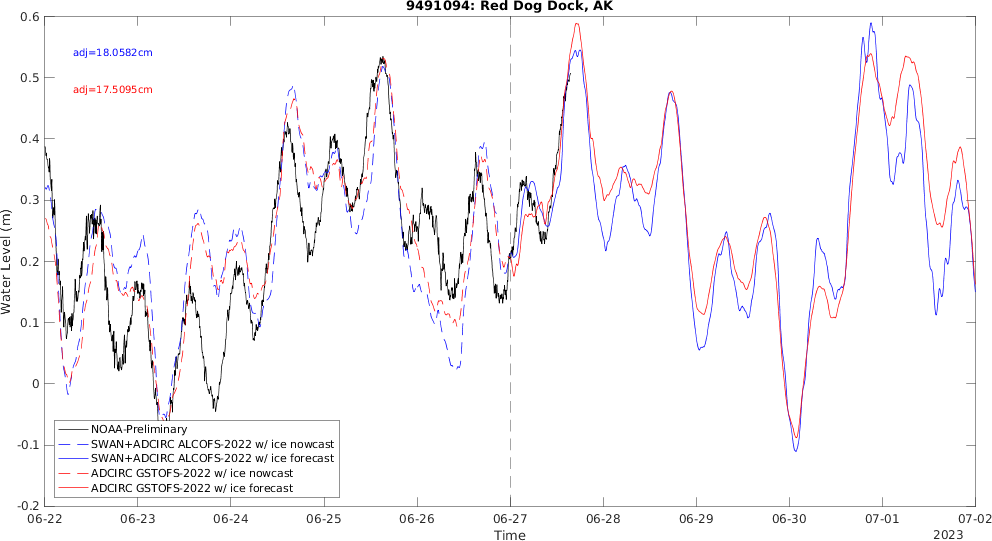 9491094: Red Dog Dock, AK
adj=18.0582cm
adj=17.5095cm
Water Level (m)
0.6
0.5
0.4
0.3
0.2
0.1
0
-0.1
-0.2
NOAA-Preliminary
SWAN+ADCIRC ALCOFS-2022 w/ ice nowcast
SWAN+ADCIRC ALCOFS-2022 w/ ice forecast
ADCIRC GSTOFS-2022 w/ ice nowcast
ADCIRC GSTOFS-2022 w/ ice forecast
06-22 06-23 06-24 06-25 06-26 06-27 06-28 06-29 06-30 07-01 07-02
Time
2023